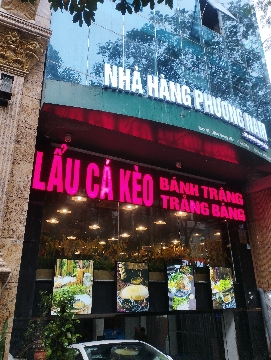 NHÀ HÀNG PHƯƠNG NAM
LẨU CÁ KÈO
BÁNH TRÁNG
TRẢNG BÀNG